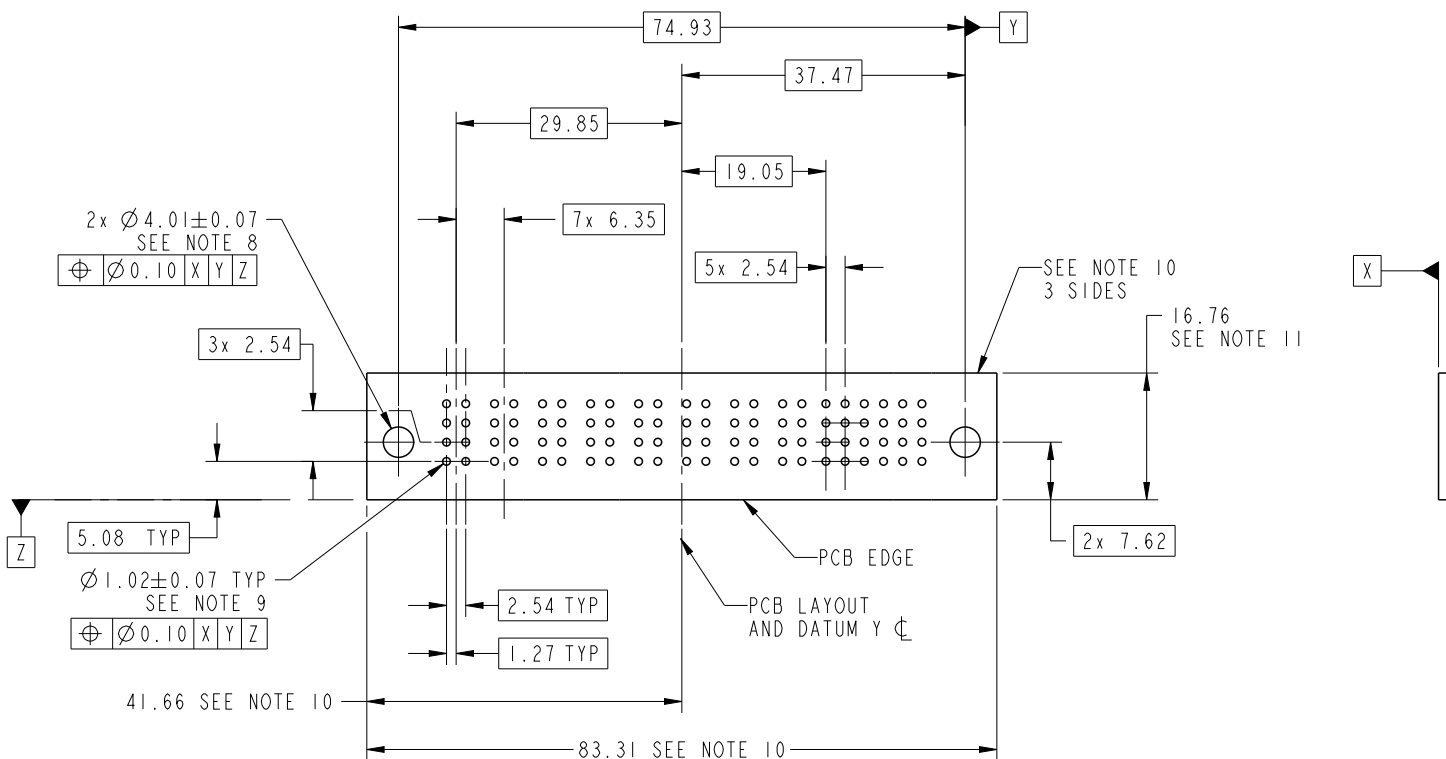 74.93
Y
37.47
29.85
19.05
2x Ø4.01±0.07
SEE NOTE 8
⌖ Ø0.10 X Y Z
7x 6.35
5x 2.54
SEE NOTE 10
3 SIDES
X
16.76
SEE NOTE 11
3x 2.54
Z
5.08 TYP
2x 7.62
PCB EDGE
Ø1.02±0.07 TYP
SEE NOTE 9
⌖ Ø0.10 X Y Z
2.54 TYP
PCB LAYOUT
AND DATUM Y ℄
1.27 TYP
41.66 SEE NOTE 10
83.31 SEE NOTE 10